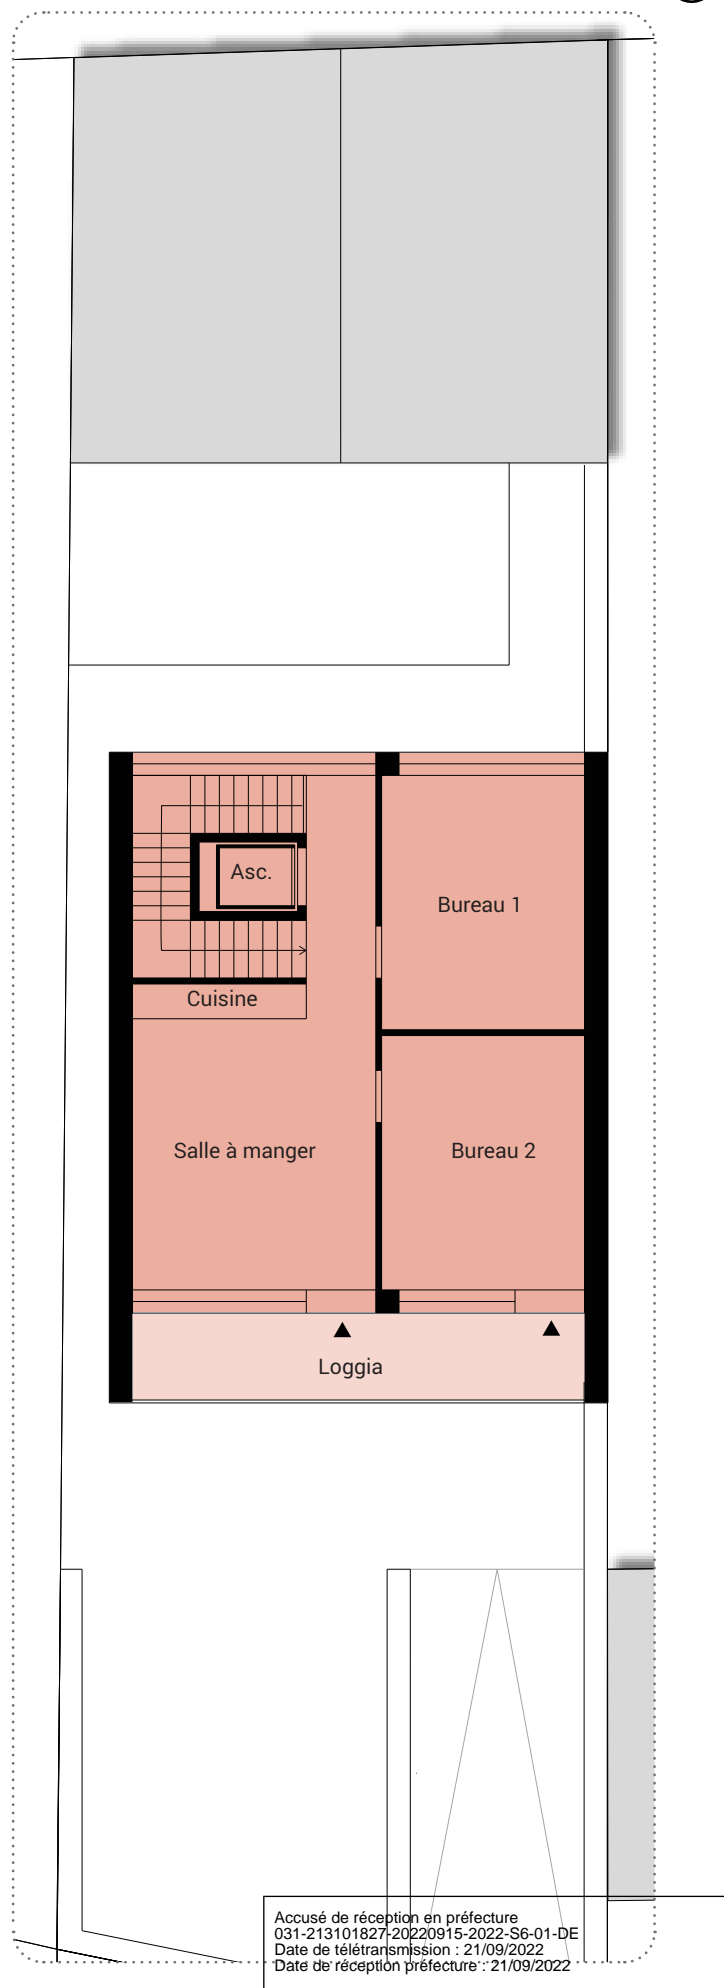 Asc.
Bureau 1
Cuisine
Salle à manger
Bureau 2
Loggia
Accusé de réception en préfecture
031-213101827-20220915-2022-S6-01-DE
Date de télétransmission : 21/09/2022
Date de réception préfecture : 21/09/2022